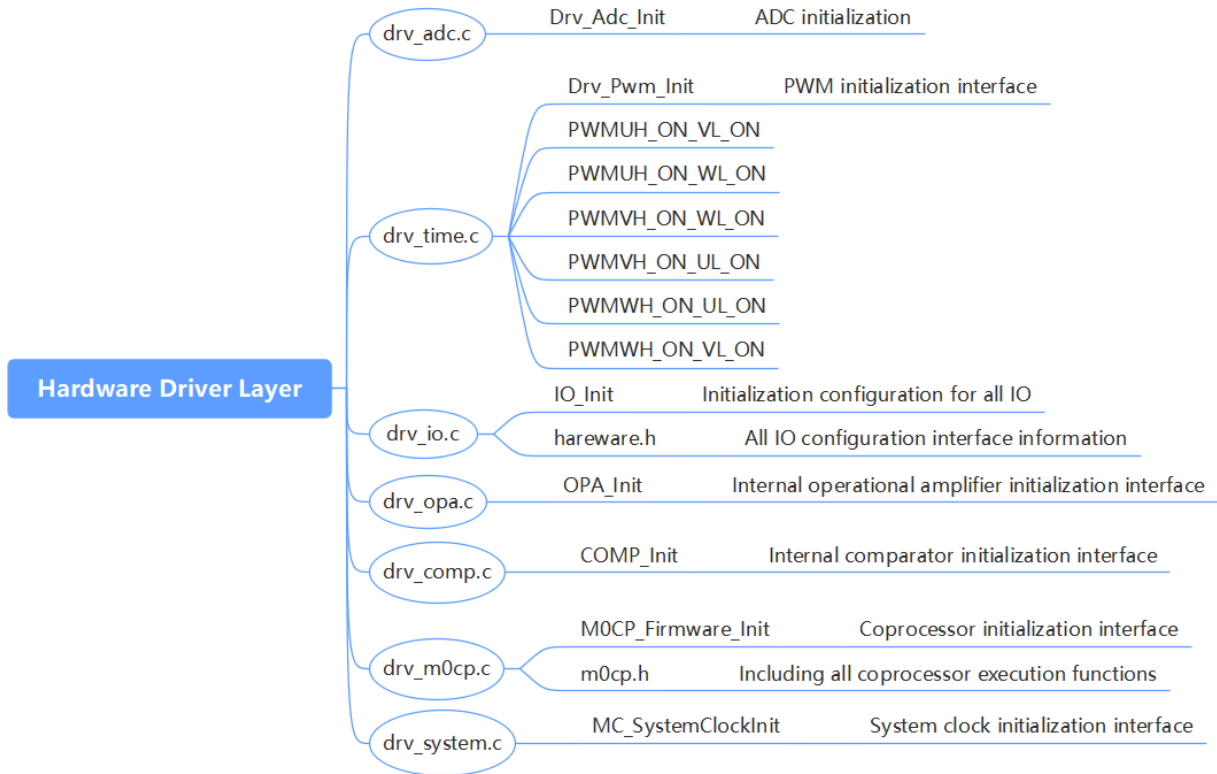 Hardware Driver Layer
drv_adc.c
Drv_Adc_Init ADC initialization
drv_time.c
Drv_Pwm_Init PWM initialization interface
PWMUH_ON_VL_ON
PWMUH_ON_WL_ON
PWMVH_ON_WL_ON
PWMVH_ON_UL_ON
PWMWH_ON_UL_ON
PWMWH_ON_VL_ON
drv_io.c
IO_Init Initialization configuration for all IO
hareware.h All IO configuration interface information
drv_opa.c
OPA_Init Internal operational amplifier initialization interface
drv_comp.c
COMP_Init Internal comparator initialization interface
drv_m0cp.c
M0CP_Firmware_Init Coprocessor initialization interface
m0cp.h Including all coprocessor execution functions
drv_system.c
MC_SystemClockInit System clock initialization interface